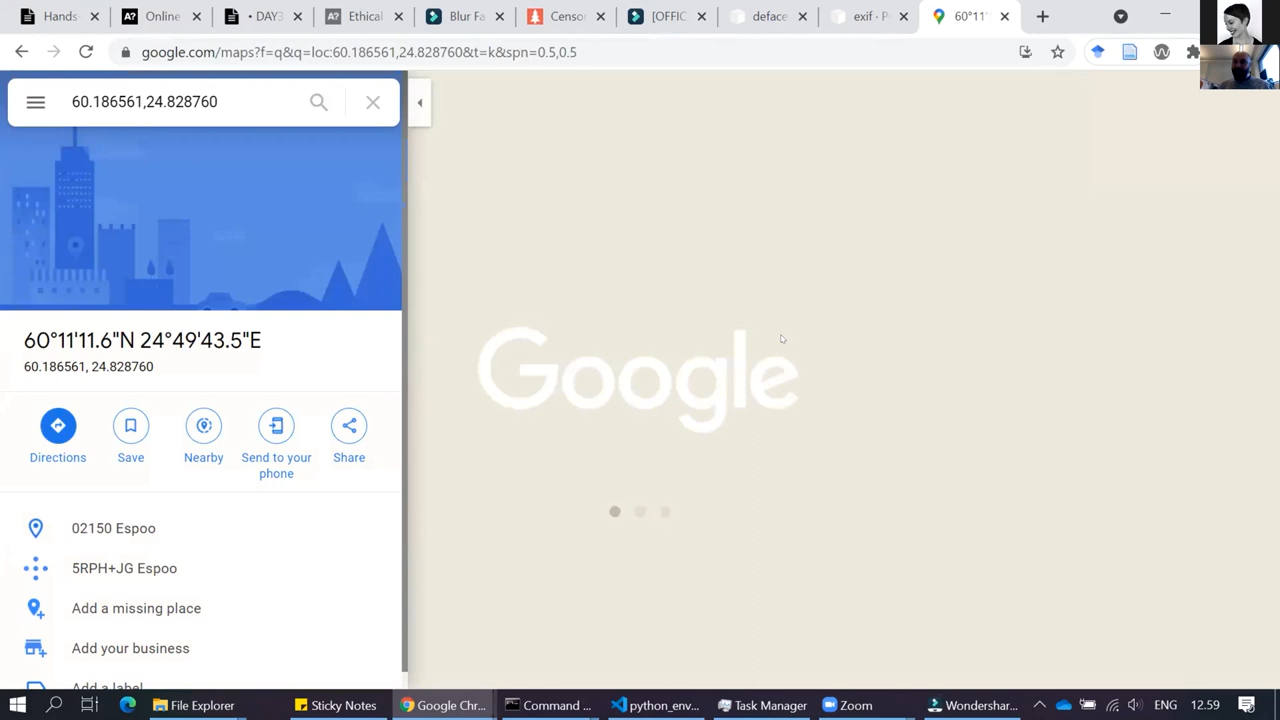 Hands-
Online
• DAY3
Ethical
Blur Fa
Censor
[OFFIC
deface
exif · P
60°11'
google.com/maps?f=q&q=loc:60.186561,24.828760&t=k&spn=0.5,0.5
60.186561,24.828760
Google
60°11'11.6"N 24°49'43.5"E
60.186561, 24.828760
Directions
Save
Nearby
Send to your
phone
Share
02150 Espoo
5RPH+JG Espoo
Add a missing place
Add your business
Add a label
File Explorer
Sticky Notes
Google Chr...
Command ...
python_env...
Task Manager
Zoom
Wondershar...
ENG
12.59